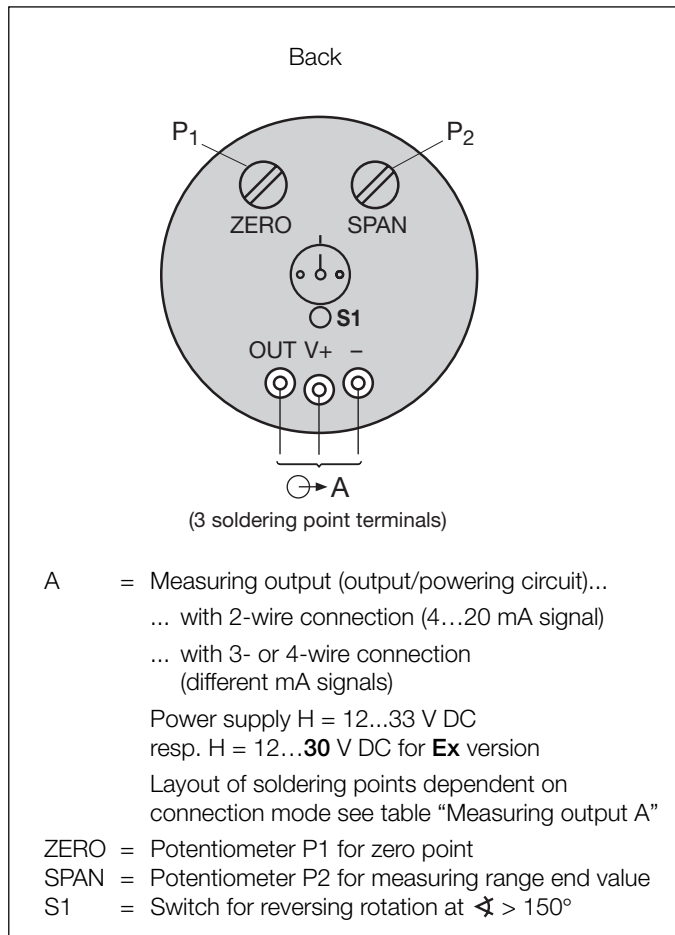 Back
P1 P2
ZERO SPAN
S1
OUT V+ –
A
(3 soldering point terminals)
A = Measuring output (output/powering circuit)...
... with 2-wire connection (4…20 mA signal)
... with 3- or 4-wire connection
(different mA signals)
Power supply H = 12...33 V DC
resp. H = 12…30 V DC for Ex version
Layout of soldering points dependent on
connection mode see table “Measuring output A”
ZERO = Potentiometer P1 for zero point
SPAN = Potentiometer P2 for measuring range end value
S1 = Switch for reversing rotation at ∢ > 150°